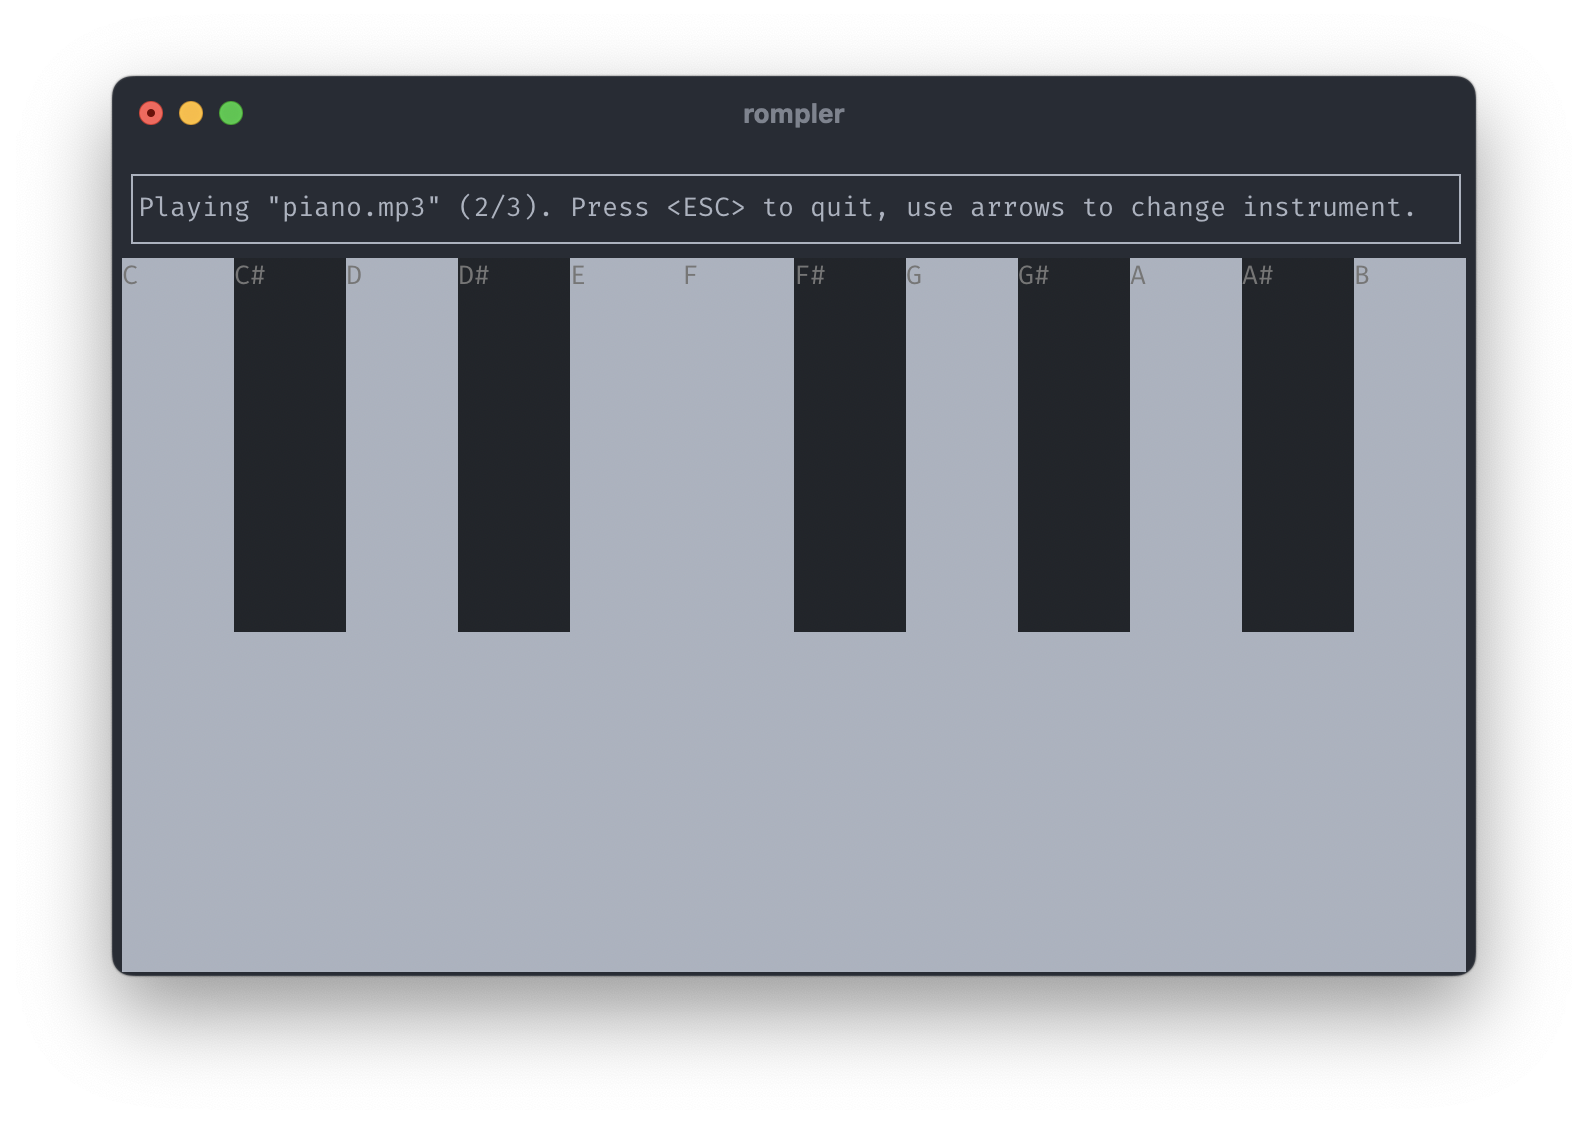 rompler
Playing "piano.mp3" (2/3). Press <ESC> to quit, use arrows to change instrument.
C C# D D# E F F# G G# A A# B